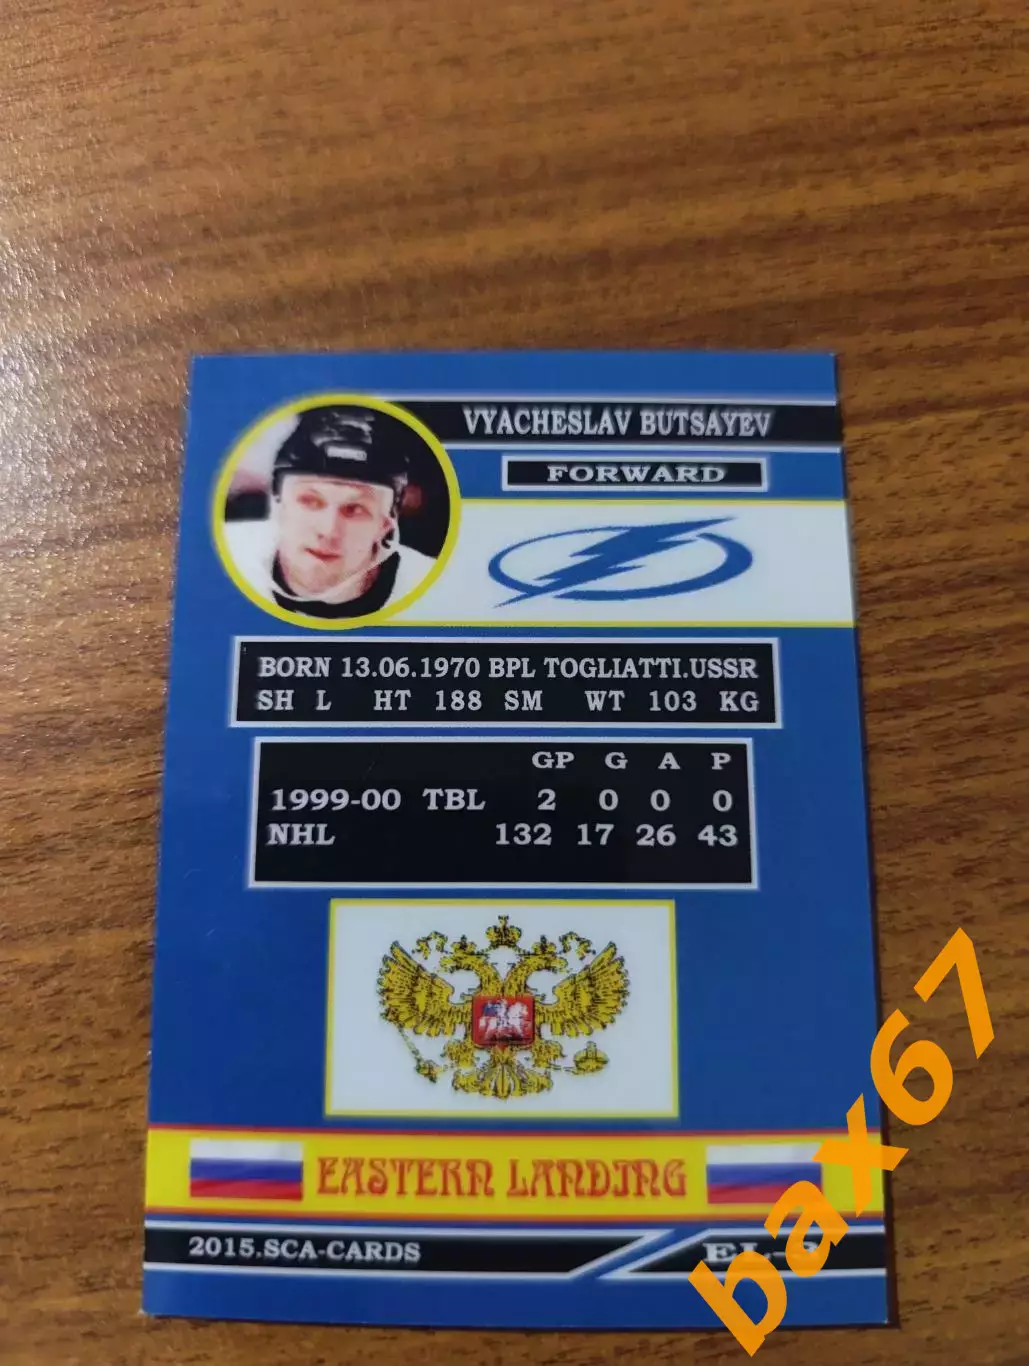 VYACHESLAV BUTSAYEV
FORWARD
BORN 13.06.1970 BPL TOGLIATTI.USSR
SH L HT 188 SM WT 103 KG
GP G A P
1999-00 TBL 2 0 0 0
NHL 132 17 26 43
EASTERN LANDING
2015.SCA-CARDS
bax67